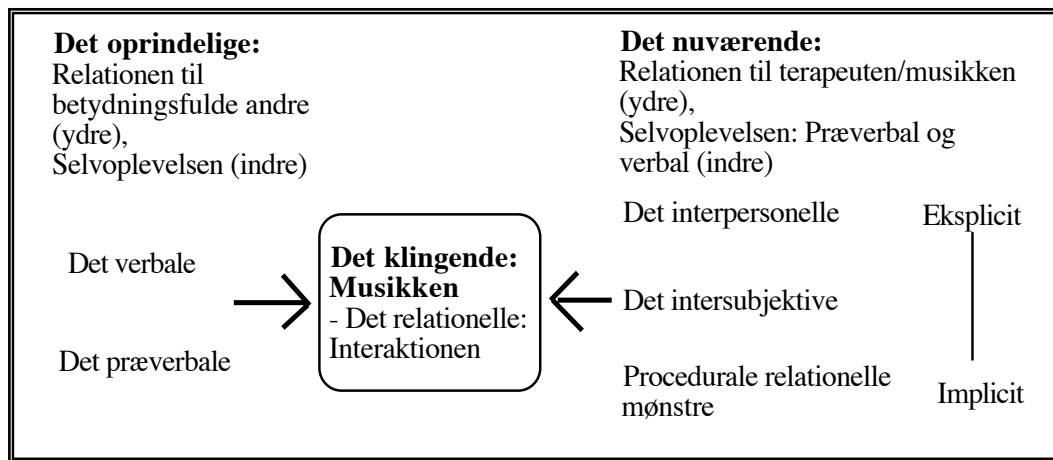 Det oprindelige:
Relationen til
betydningsfulde andre
(ydre),
Selvoplevelsen (indre)
Det nuværende:
Relationen til terapeuten/musikken
(ydre),
Selvoplevelsen: Præverbal og
verbal (indre)
Det verbale
Det præverbale
Det klingende:
Musikken
- Det relationelle:
Interaktionen
Det interpersonelle
Det intersubjektive
Procedurale relationelle
mønstre
Eksplicit
Implicit